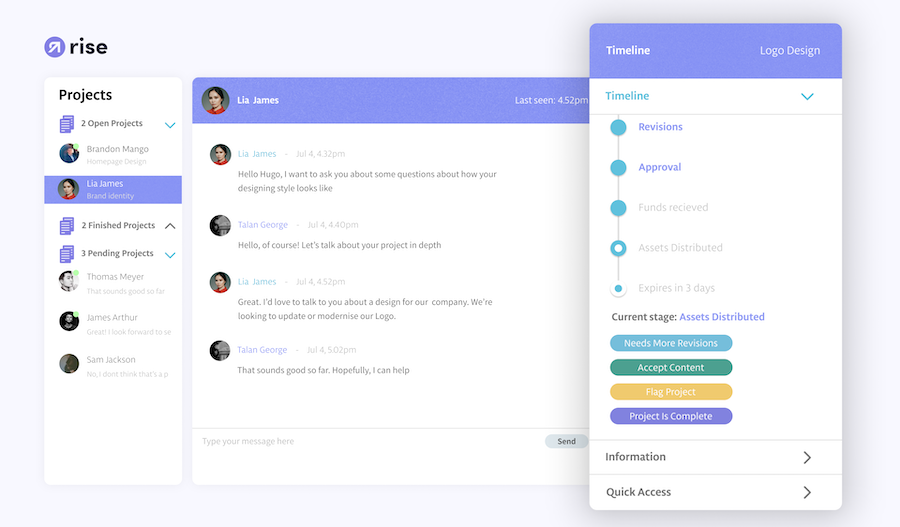 rise
Projects
2 Open Projects
Brandon Mango
Homepage Design
Lia James
Brand Identity
2 Finished Projects
3 Pending Projects
Thomas Meyer
That sounds good so far
James Arthur
Great! I look forward to se
Sam Jackson
No, I dont think that's a p
Lia James
Last seen: 4.52pm
Lia James - Jul 4, 4:32pm
Hello Hugo, I want to ask you about some questions about how your
designing style looks like
Talan George - Jul 4, 4:40pm
Hello, of course! Let's talk about your project in depth
Lia James - Jul 4, 4:52pm
Great. I'd love to talk to you about a design for our company. We're
looking to update or modernise our Logo.
Talan George - Jul 4, 5:02pm
That sounds good so far. Hopefully, I can help
Type your message here
Send
Timeline
Logo Design
Timeline
Revisions
Approval
Funds recieved
Assets Distributed
Expires in 3 days
Current stage: Assets Distributed
Needs More Revisions
Accept Content
Flag Project
Project Is Complete
Information
Quick Access